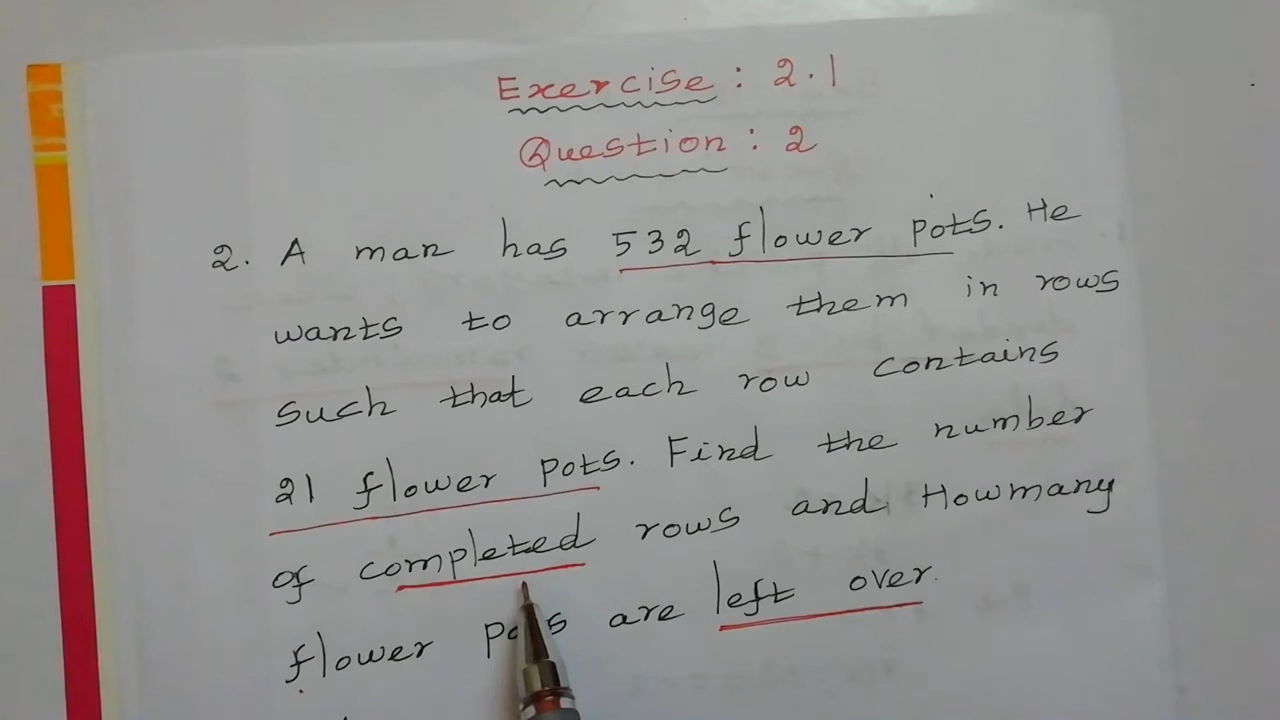 Exercise : 2.1
Question : 2
2. A man has 532 flower pots. He
wants to arrange them in rows
such that each row contains
21 flower pots. Find the number
of completed rows and Howmany
flower pots are left over.